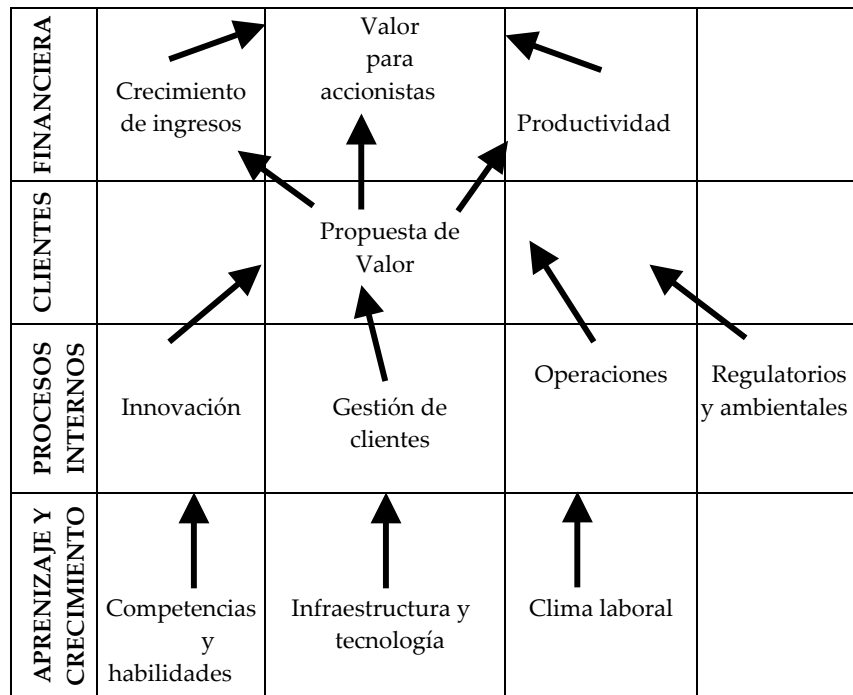 FINANCIERA
Valor
para
accionistas
Crecimiento
de ingresos
Productividad
CLIENTES
Propuesta de
Valor
PROCESOS
INTERNOS
Innovación
Gestión de
clientes
Operaciones
Regulatorios
y ambientales
APRENIZAJE Y
CRECIMIENTO
Competencias
y
habilidades
Infraestructura y
tecnología
Clima laboral